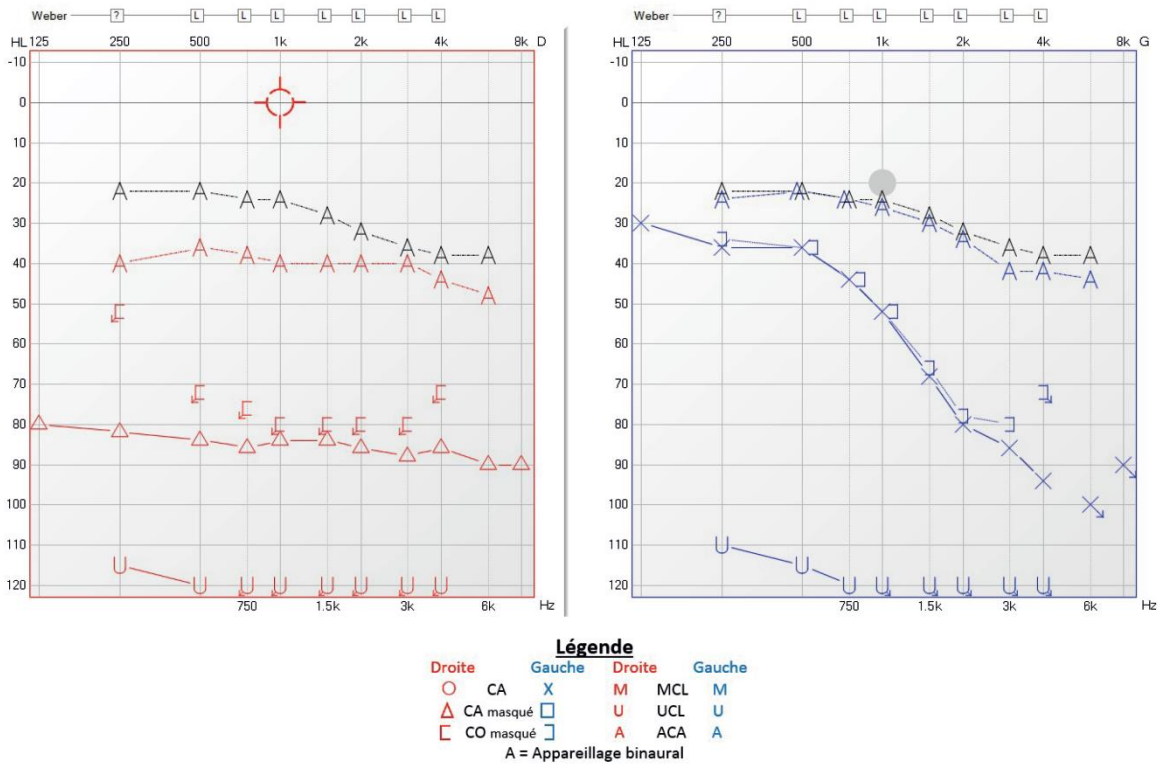 Weber ? L L L L L L L
HL 125 250 500 1k 2k 4k 8k D
-10
0
10
20
30
40
50
60
70
80
90
100
110
120
750 1.5k 3k 6k Hz
Weber ? L L L L L L L
HL 125 250 500 1k 2k 4k 8k G
-10
0
10
20
30
40
50
60
70
80
90
100
110
120
750 1.5k 3k 6k Hz
Légende
Droite Gauche Droite Gauche
CA X M MCL M
CA masqué U UCL U
CO masqué A ACA A
A = Appareillage binaural